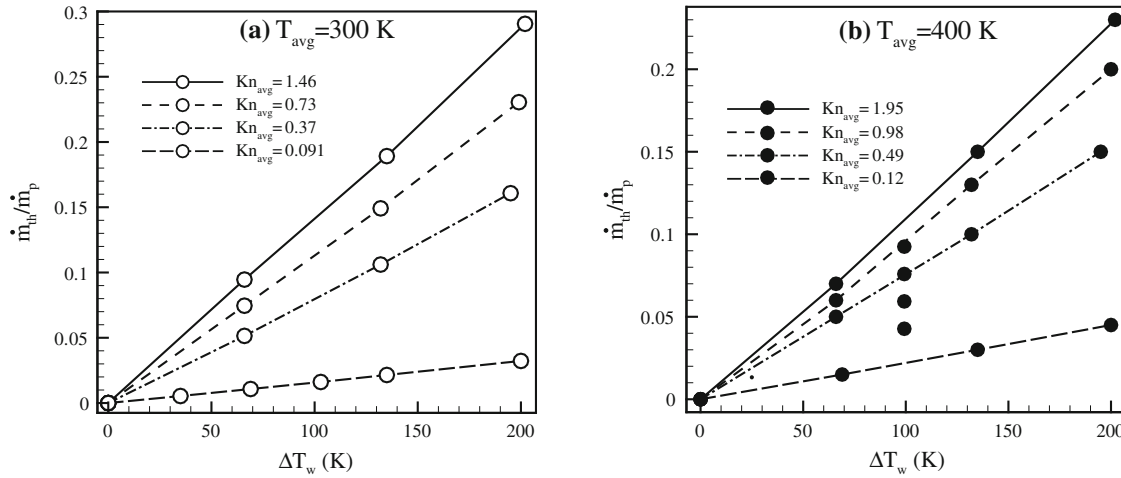 (a) T_avg=300 K
Kn_avg=1.46
Kn_avg=0.73
Kn_avg=0.37
Kn_avg=0.091
0.3
0.25
0.2
0.15
0.1
0.05
0
ṁ_th/ṁ_p
0 50 100 150 200
ΔT_w (K)
(b) T_avg=400 K
Kn_avg=1.95
Kn_avg=0.98
Kn_avg=0.49
Kn_avg=0.12
0.2
0.15
0.1
0.05
0
ṁ_th/ṁ_p
0 50 100 150 200
ΔT_w (K)